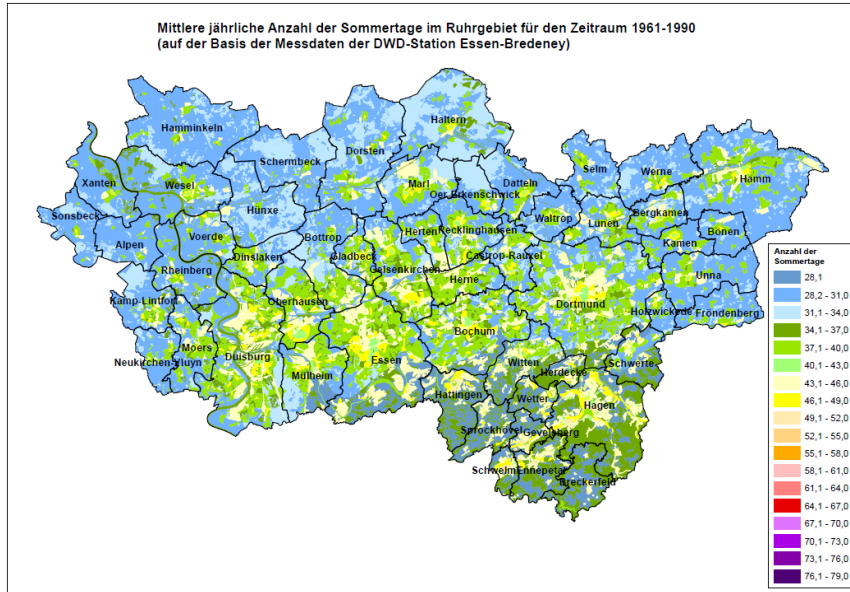 Mittlere jährliche Anzahl der Sommertage im Ruhrgebiet für den Zeitraum 1961-1990
(auf der Basis der Messdaten der DWD-Station Essen-Bredeney)
Haltern
Hamminkeln
Dorsten
Schermbeck
Selm
Werne
Hamm
Xanten
Wesel
Marl
Datteln
Oer-Erkenschwick
Sonsbeck
Hünxe
Waltrop
Lünen
Bergkamen
Voerde
Bottrop
Herten
Recklinghausen
Bönen
Alpen
Kamen
Dinslaken
Gladbeck
Castrop-Rauxel
Rheinberg
Gelsenkirchen
Unna
Herne
Kamp-Lintfort
Oberhausen
Dortmund
Holzwickede
Fröndenberg
Bochum
Moers
Duisburg
Essen
Neukirchen-Vluyn
Mülheim
Witten
Schwerte
Herdecke
Hattingen
Wetter
Hagen
Sprockhövel
Gevelsberg
Schwelm
Ennepetal
Breckerfeld
Anzahl der
Sommertage
28,1
28,2 - 31,0
31,1 - 34,0
34,1 - 37,0
37,1 - 40,0
40,1 - 43,0
43,1 - 46,0
46,1 - 49,0
49,1 - 52,0
52,1 - 55,0
55,1 - 58,0
58,1 - 61,0
61,1 - 64,0
64,1 - 67,0
67,1 - 70,0
70,1 - 73,0
73,1 - 76,0
76,1 - 79,0